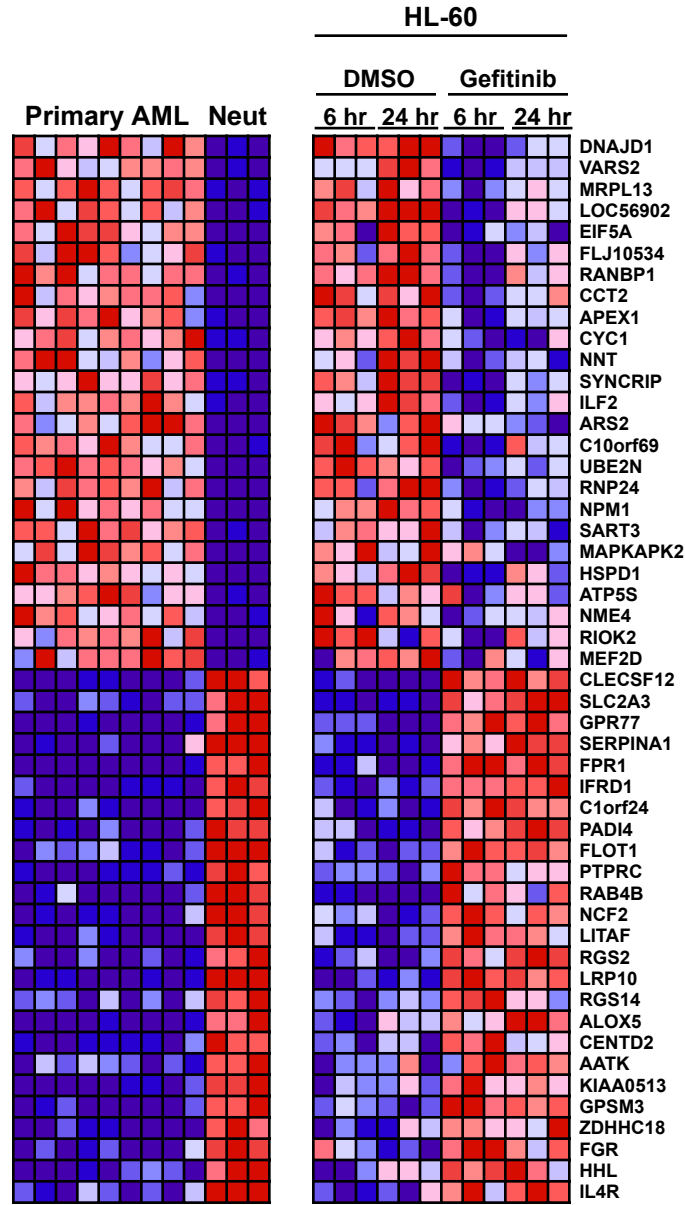 HL-60
DMSO Gefitinib
Primary AML Neut 6 hr 24 hr 6 hr 24 hr
DNAJD1
VARS2
MRPL13
LOC56902
EIF5A
FLJ10534
RANBP1
CCT2
APEX1
CYC1
NNT
SYNCRIP
ILF2
ARS2
C10orf69
UBE2N
RNP24
NPM1
SART3
MAPKAPK2
HSPD1
ATP5S
NME4
RIOK2
MEF2D
CLECSF12
SLC2A3
GPR77
SERPINA1
FPR1
IFRD1
C1orf24
PADI4
FLOT1
PTPRC
RAB4B
NCF2
LITAF
RGS2
LRP10
RGS14
ALOX5
CENTD2
AATK
KIAA0513
GPSM3
ZDHHC18
FGR
HHL
IL4R